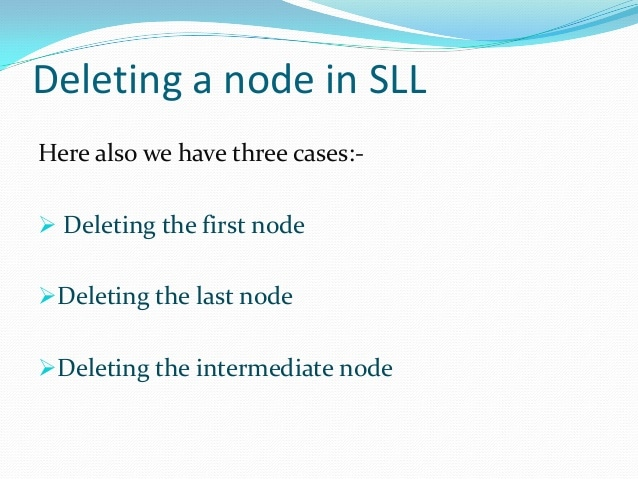 Deleting a node in SLL
Here also we have three cases:-
➢ Deleting the first node
➢Deleting the last node
➢Deleting the intermediate node